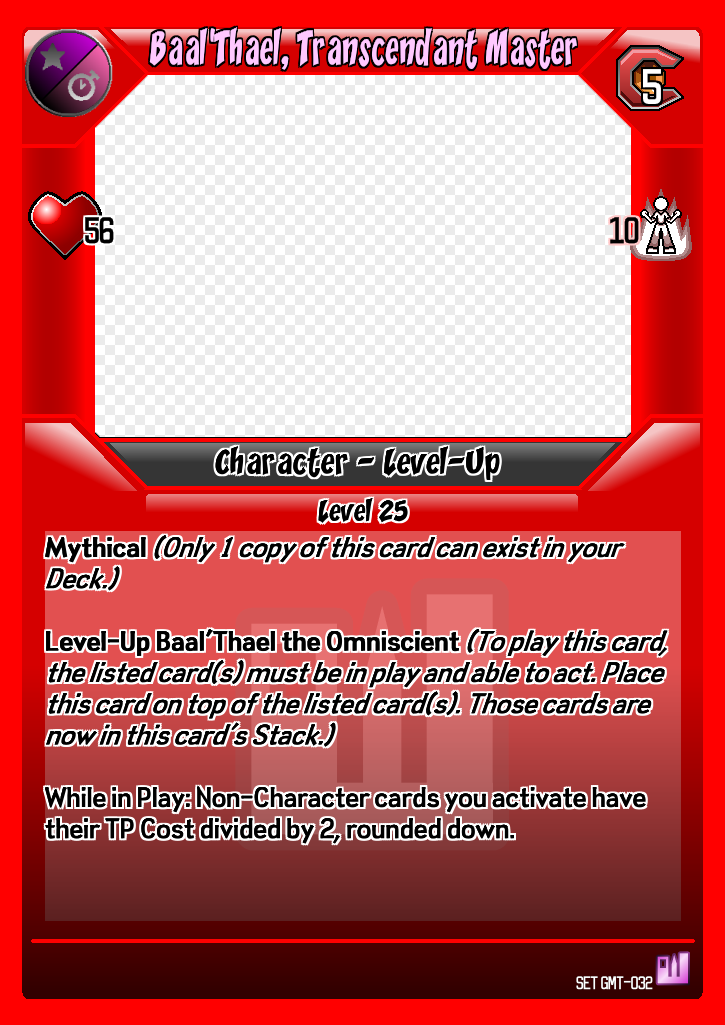 Baal'Thael, Transcendant Master
5
56
10
Character - Level-Up
Level 25
Mythical (Only 1 copy of this card can exist in your
Deck.)
Level-Up Baal'Thael the Omniscient (To play this card,
the listed card(s) must be in play and able to act. Place
this card on top of the listed card(s). Those cards are
now in this card's Stack.)
While in Play: Non-Character cards you activate have
their TP Cost divided by 2, rounded down.
SET GMT-032